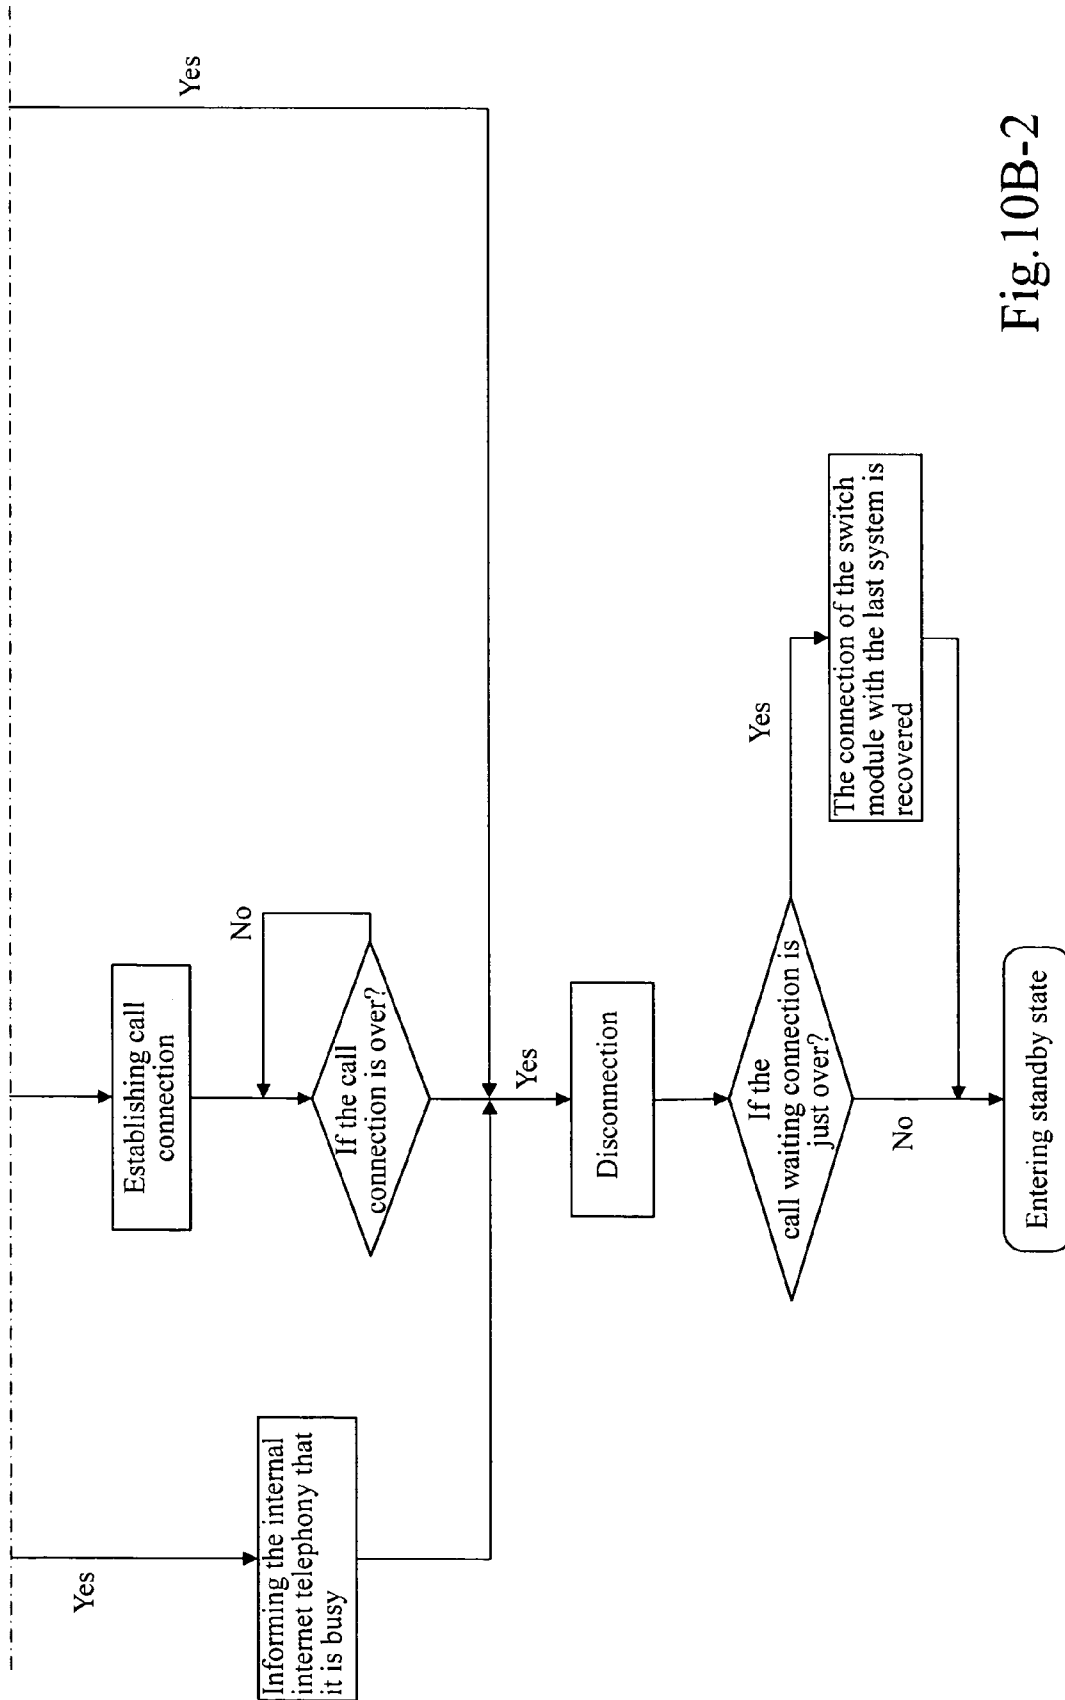 Yes
Yes
Informing the internal
internet telephony that
it is busy
Establishing call
connection
No
If the call
connection is over?
Yes
Disconnection
If the
call waiting connection is
just over?
Yes
No
The connection of the switch
module with the last system is
recovered
Entering standby state
Fig.10B-2